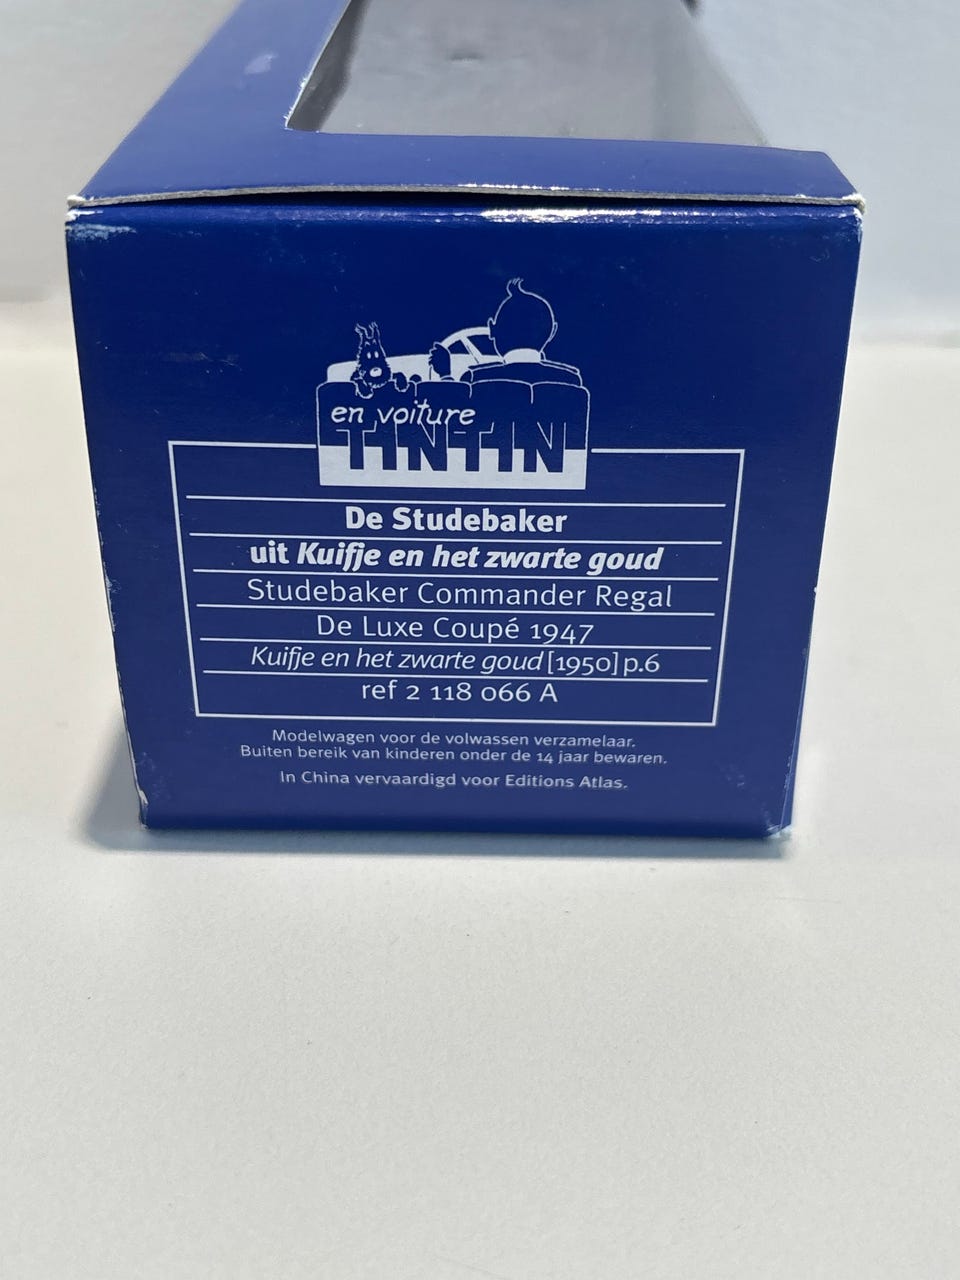 en voiture
TINTIN
De Studebaker
uit Kuifje en het zwarte goud
Studebaker Commander Regal
De Luxe Coupé 1947
Kuifje en het zwarte goud [1950] p.6
ref 2 118 066 A
Modelwagen voor de volwassen verzamelaar.
Buiten bereik van kinderen onder de 14 jaar bewaren.
In China vervaardigd voor Editions Atlas.